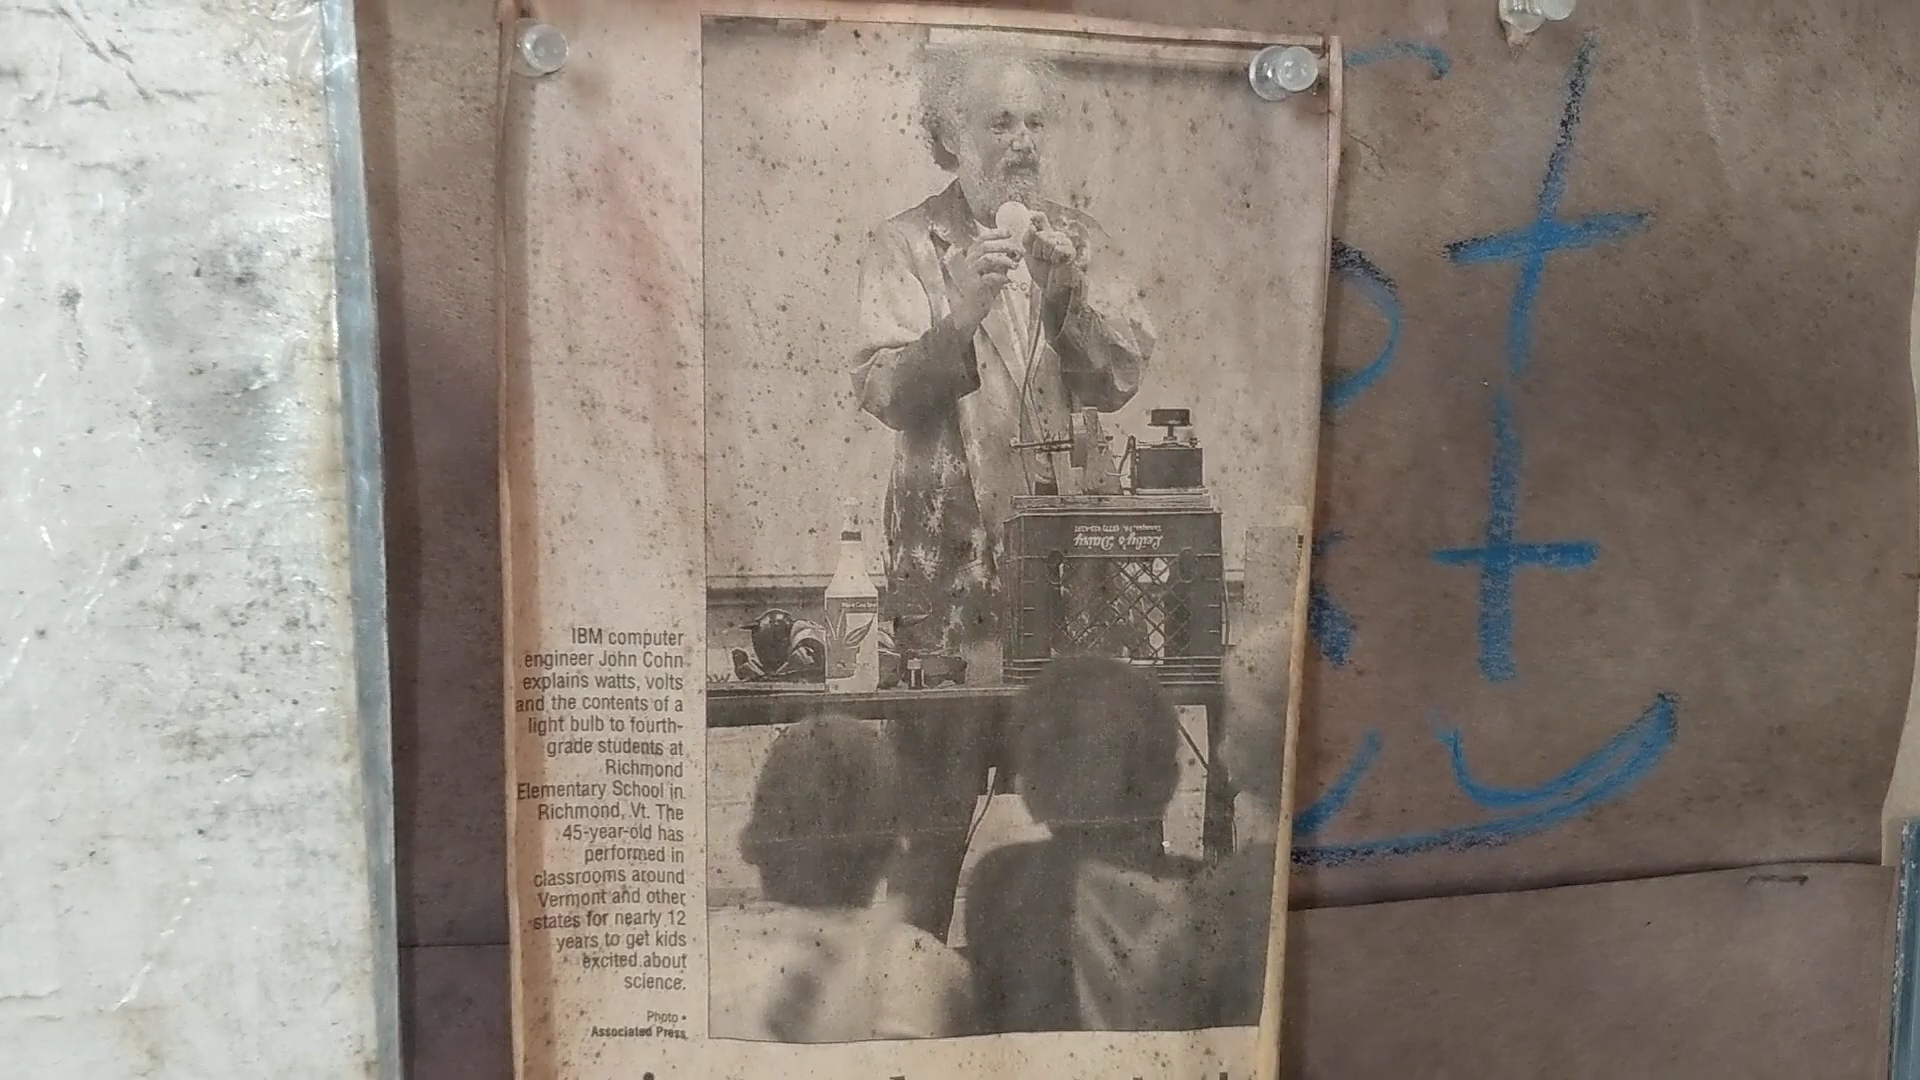 IBM computer
engineer John Cohn
explains watts, volts
and the contents of a
light bulb to fourth-
grade students at
Richmond
Elementary School in
Richmond, Vt. The
45-year-old has
performed in
classrooms around
Vermont and other
states for nearly 12
years to get kids
excited about
science.
Photo •
Associated Press
Leiby's Dairy